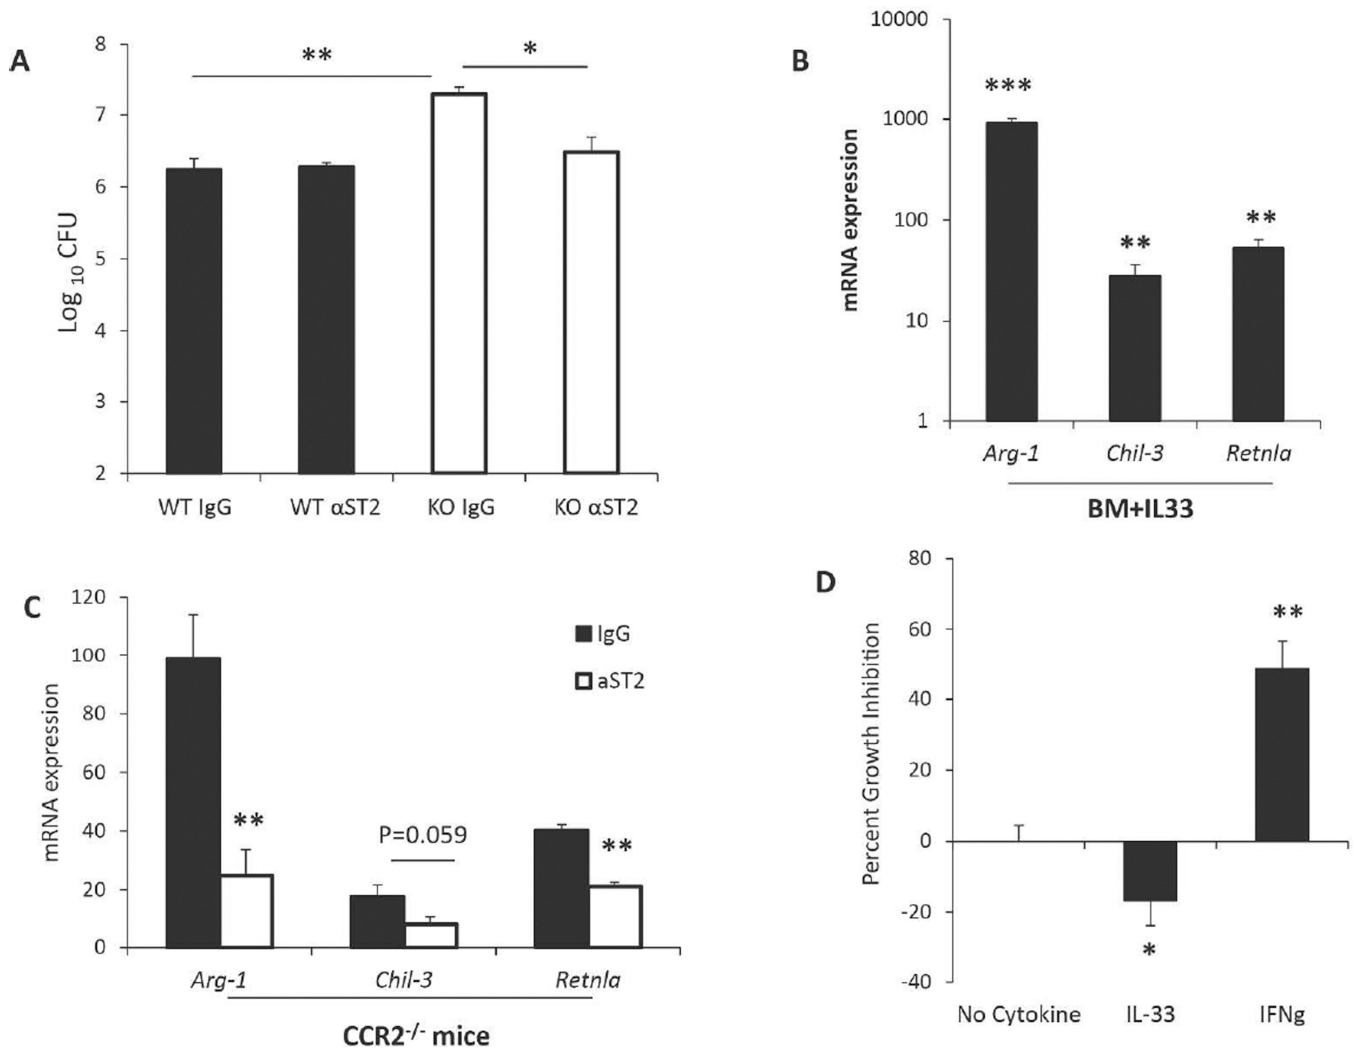 A
8
7
6
5
4
3
2
Log 10 CFU
**
*
WT IgG
WT αST2
KO IgG
KO αST2
B
10000
1000
100
10
1
mRNA expression
***
**
**
Arg-1
Chil-3
Retnla
BM+IL33
C
120
100
80
60
40
20
0
mRNA expression
IgG
aST2
**
P=0.059
**
Arg-1
Chil-3
Retnla
CCR2-/- mice
D
80
60
40
20
0
-20
-40
Percent Growth Inhibition
**
*
No Cytokine
IL-33
IFNg